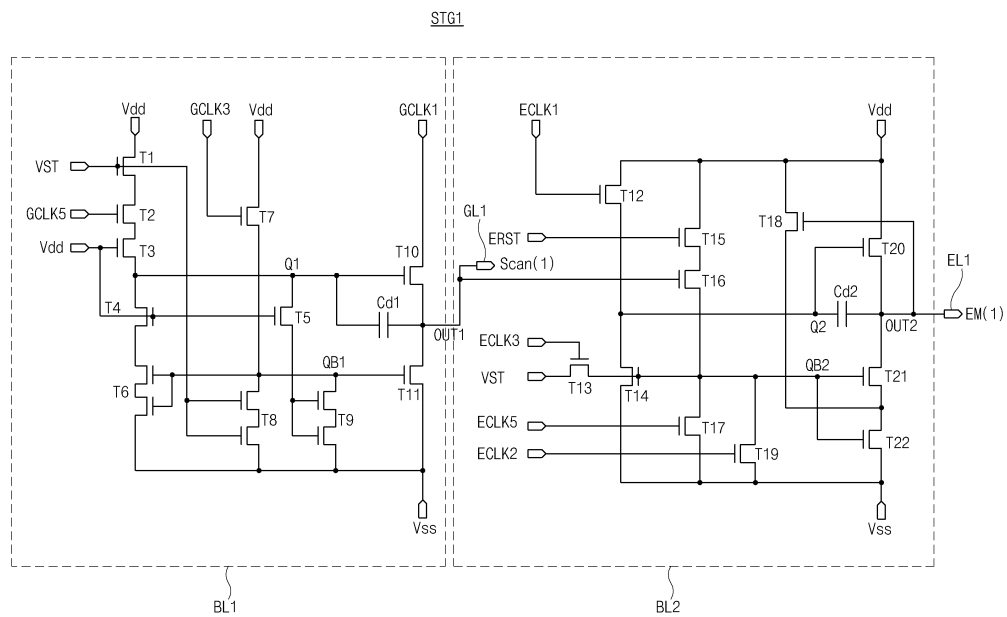 STG1
Vdd
GCLK3
Vdd
GCLK1
ECLK1
Vdd
VST
T1
T12
GCLK5
T2
T7
GL1
T18
Vdd
T3
ERST
T15
T20
Q1
T10
Scan(1)
T16
EL1
T4
T5
Cd1
Cd2
OUT1
Q2
OUT2
EM(1)
ECLK3
QB1
QB2
VST
T13
T14
T21
T6
T11
T8
T9
ECLK5
T17
T22
ECLK2
T19
Vss
Vss
BL1
BL2